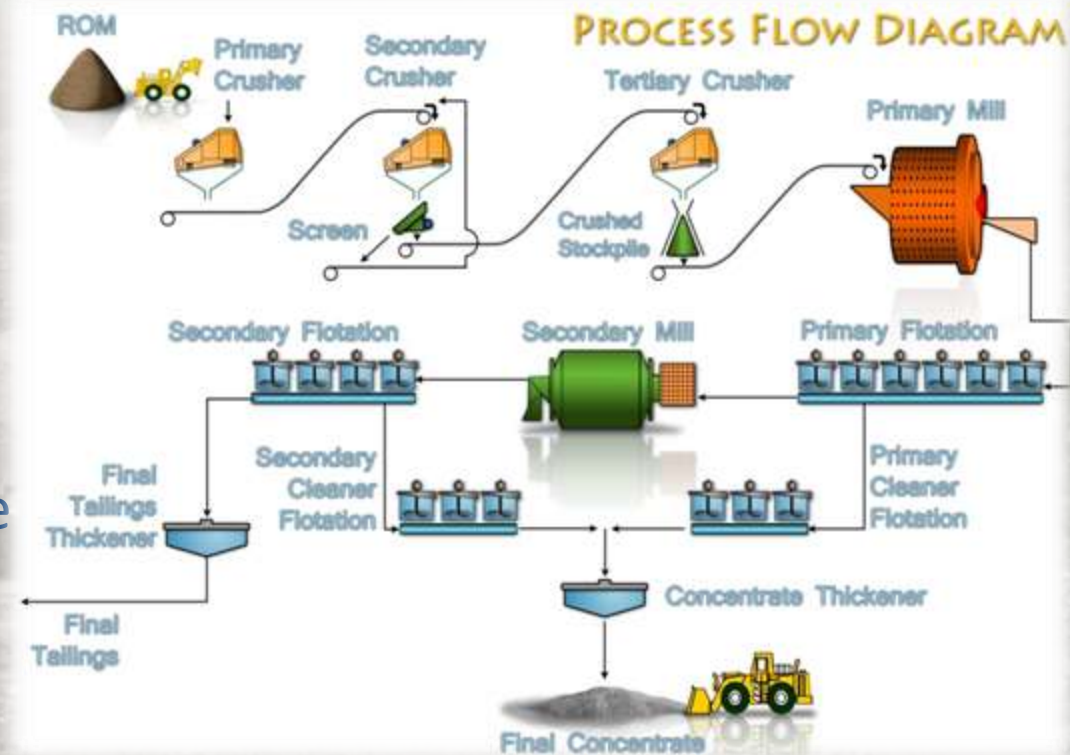 PROCESS FLOW DIAGRAM
ROM
Primary
Crusher
Secondary
Crusher
Tertiary Crusher
Primary Mill
Screen
Crushed
Stockpile
Secondary Flotation
Secondary Mill
Primary Flotation
Final
Tailings
Thickener
Secondary
Cleaner
Flotation
Primary
Cleaner
Flotation
Concentrate Thickener
Final
Tailings
Final Concentrate